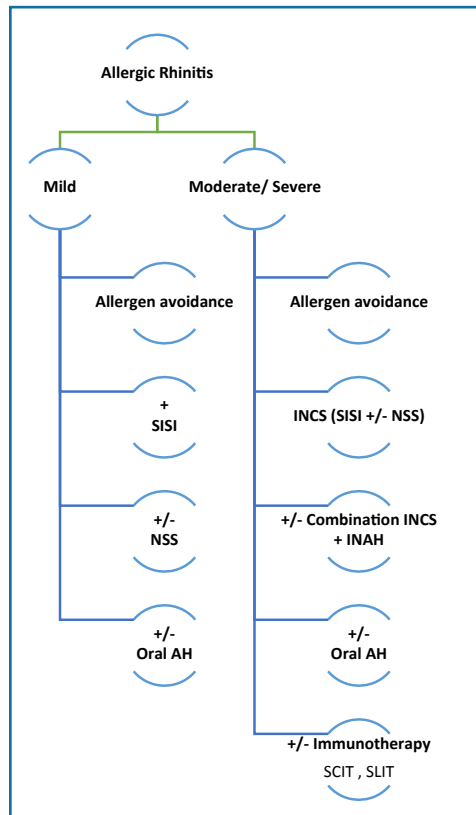 Allergic Rhinitis
Mild
Moderate/ Severe
Allergen avoidance
+
SISI
+/-
NSS
+/-
Oral AH
Allergen avoidance
INCS (SISI +/- NSS)
+/- Combination INCS
+ INAH
+/-
Oral AH
+/- Immunotherapy
SCIT , SLIT